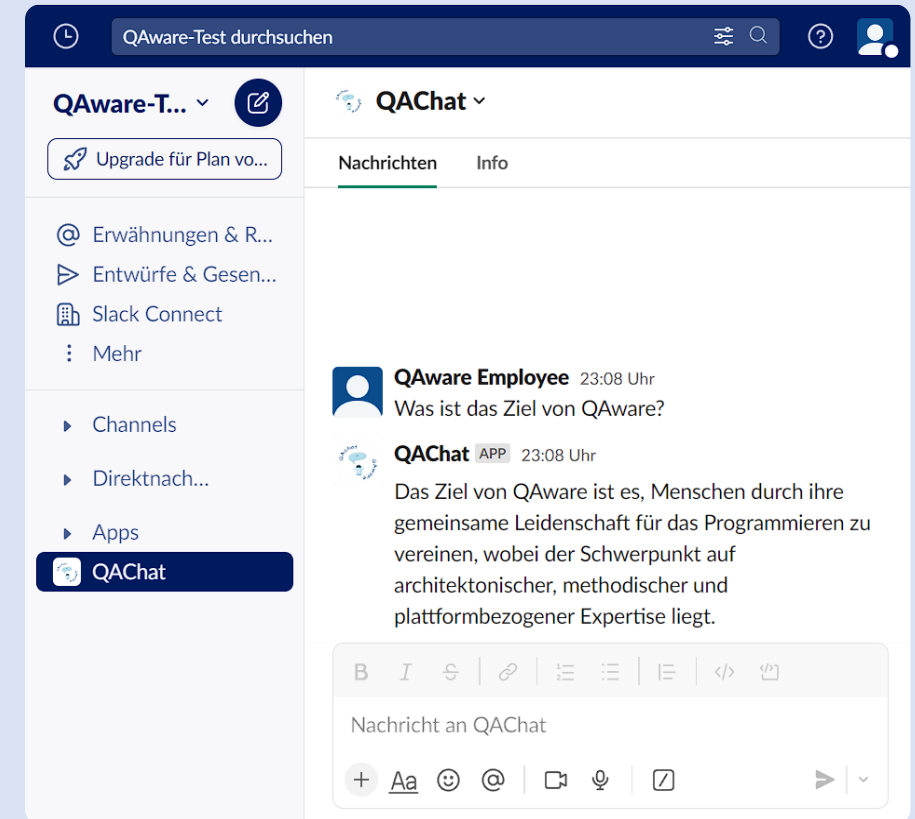 QAware-Test durchsuchen
QAware-T...
Upgrade für Plan vo...
Erwähnungen & R...
Entwürfe & Gesen...
Slack Connect
Mehr
Channels
Direktnach...
Apps
QAChat
QAChat
Nachrichten Info
QAware Employee 23:08 Uhr
Was ist das Ziel von QAware?
QAChat APP 23:08 Uhr
Das Ziel von QAware ist es, Menschen durch ihre
gemeinsame Leidenschaft für das Programmieren zu
vereinen, wobei der Schwerpunkt auf
architektonischer, methodischer und
plattformbezogener Expertise liegt.
B I S
Nachricht an QAChat
Aa